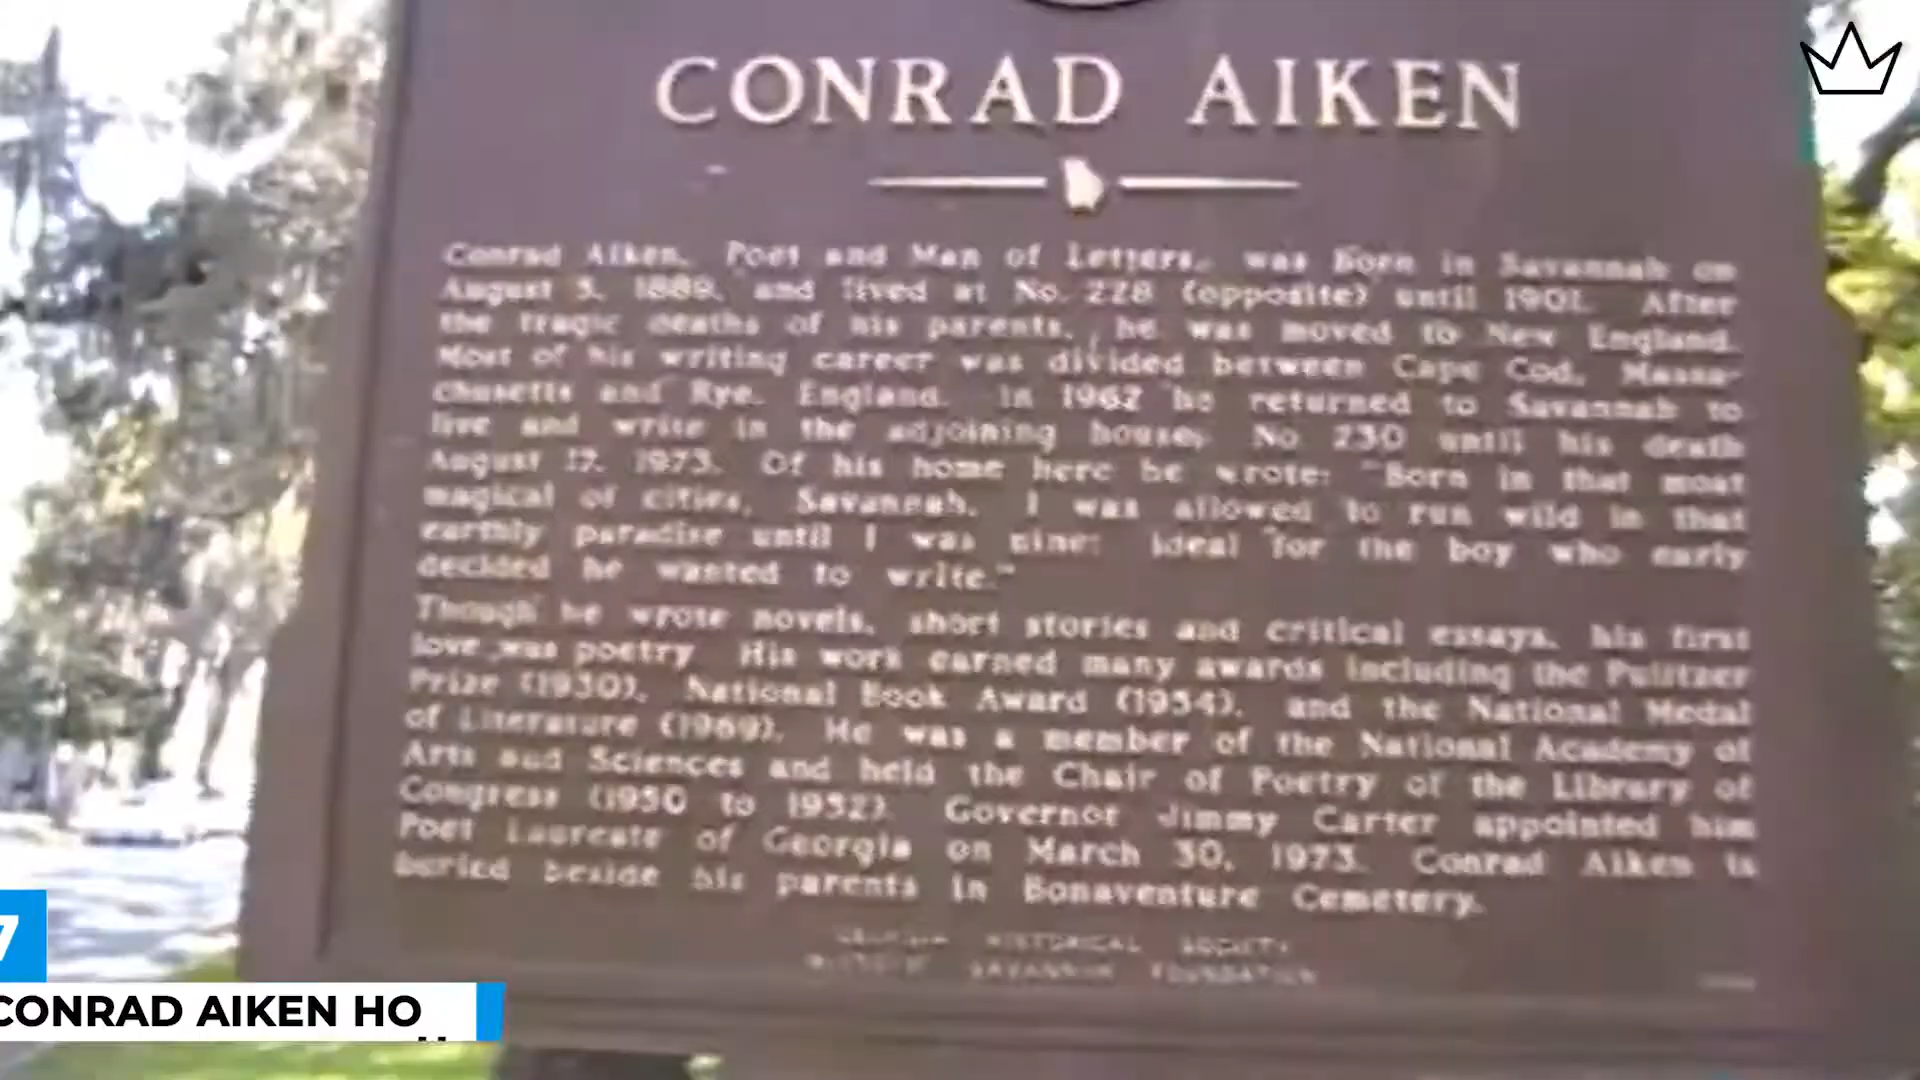 CONRAD AIKEN
Conrad Aiken, Poet and Man of Letters, was Born in Savannah on
August 5, 1889, and lived at No. 228 (opposite) until 1901. After
the tragic deaths of his parents, he was moved to New England.
Most of his writing career was divided between Cape Cod, Massa-
chusetts and Rye, England. In 1962 he returned to Savannah to
live and write in the adjoining house, No 230 until his death
August 17, 1973. Of his home here he wrote: "Born in that most
magical of cities, Savannah, I was allowed to run wild in that
earthly paradise until I was nine; ideal for the boy who early
decided he wanted to write."
Though he wrote novels, short stories and critical essays, his first
love was poetry. His work earned many awards including the Pulitzer
Prize (1930), National Book Award (1954), and the National Medal
of Literature (1969). He was a member of the National Academy of
Arts and Sciences and held the Chair of Poetry of the Library of
Congress (1950 to 1952). Governor Jimmy Carter appointed him
Poet Laureate of Georgia on March 30, 1973. Conrad Aiken is
buried beside his parents in Bonaventure Cemetery.
GEORGIA HISTORICAL SOCIETY
HISTORIC SAVANNAH FOUNDATION
7
CONRAD AIKEN HO